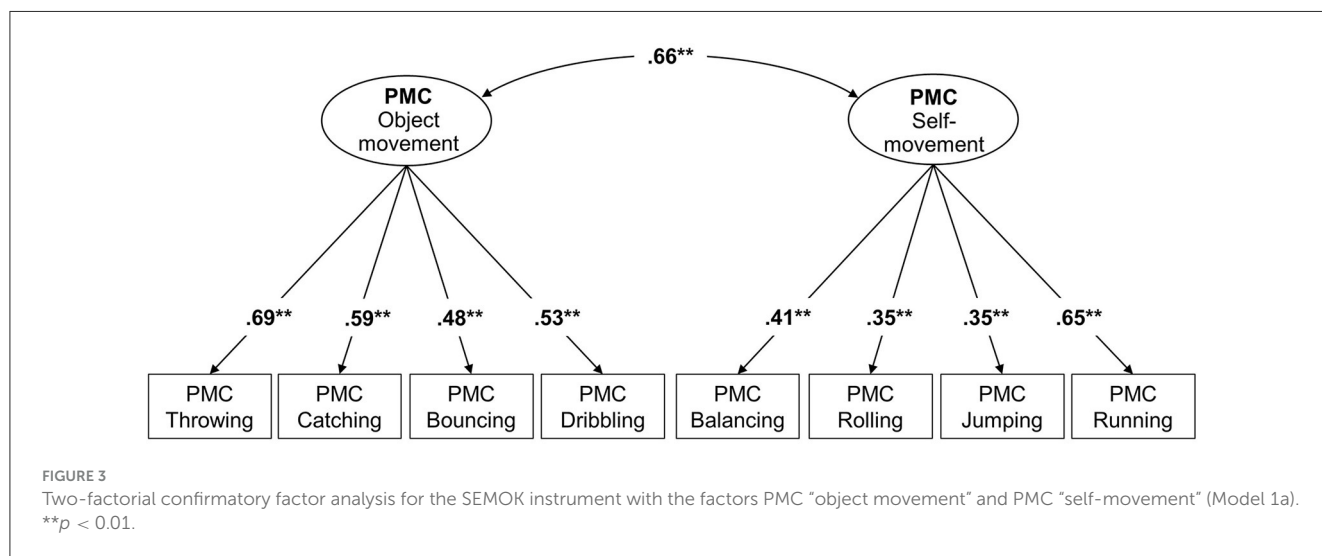 .66**
PMC
Object
movement
PMC
Self-
movement
.69**
.59**
.48**
.53**
.41**
.35**
.35**
.65**
PMC
Throwing
PMC
Catching
PMC
Bouncing
PMC
Dribbling
PMC
Balancing
PMC
Rolling
PMC
Jumping
PMC
Running
FIGURE 3
Two-factorial confirmatory factor analysis for the SEMOK instrument with the factors PMC “object movement” and PMC “self-movement” (Model 1a).
**p < 0.01.